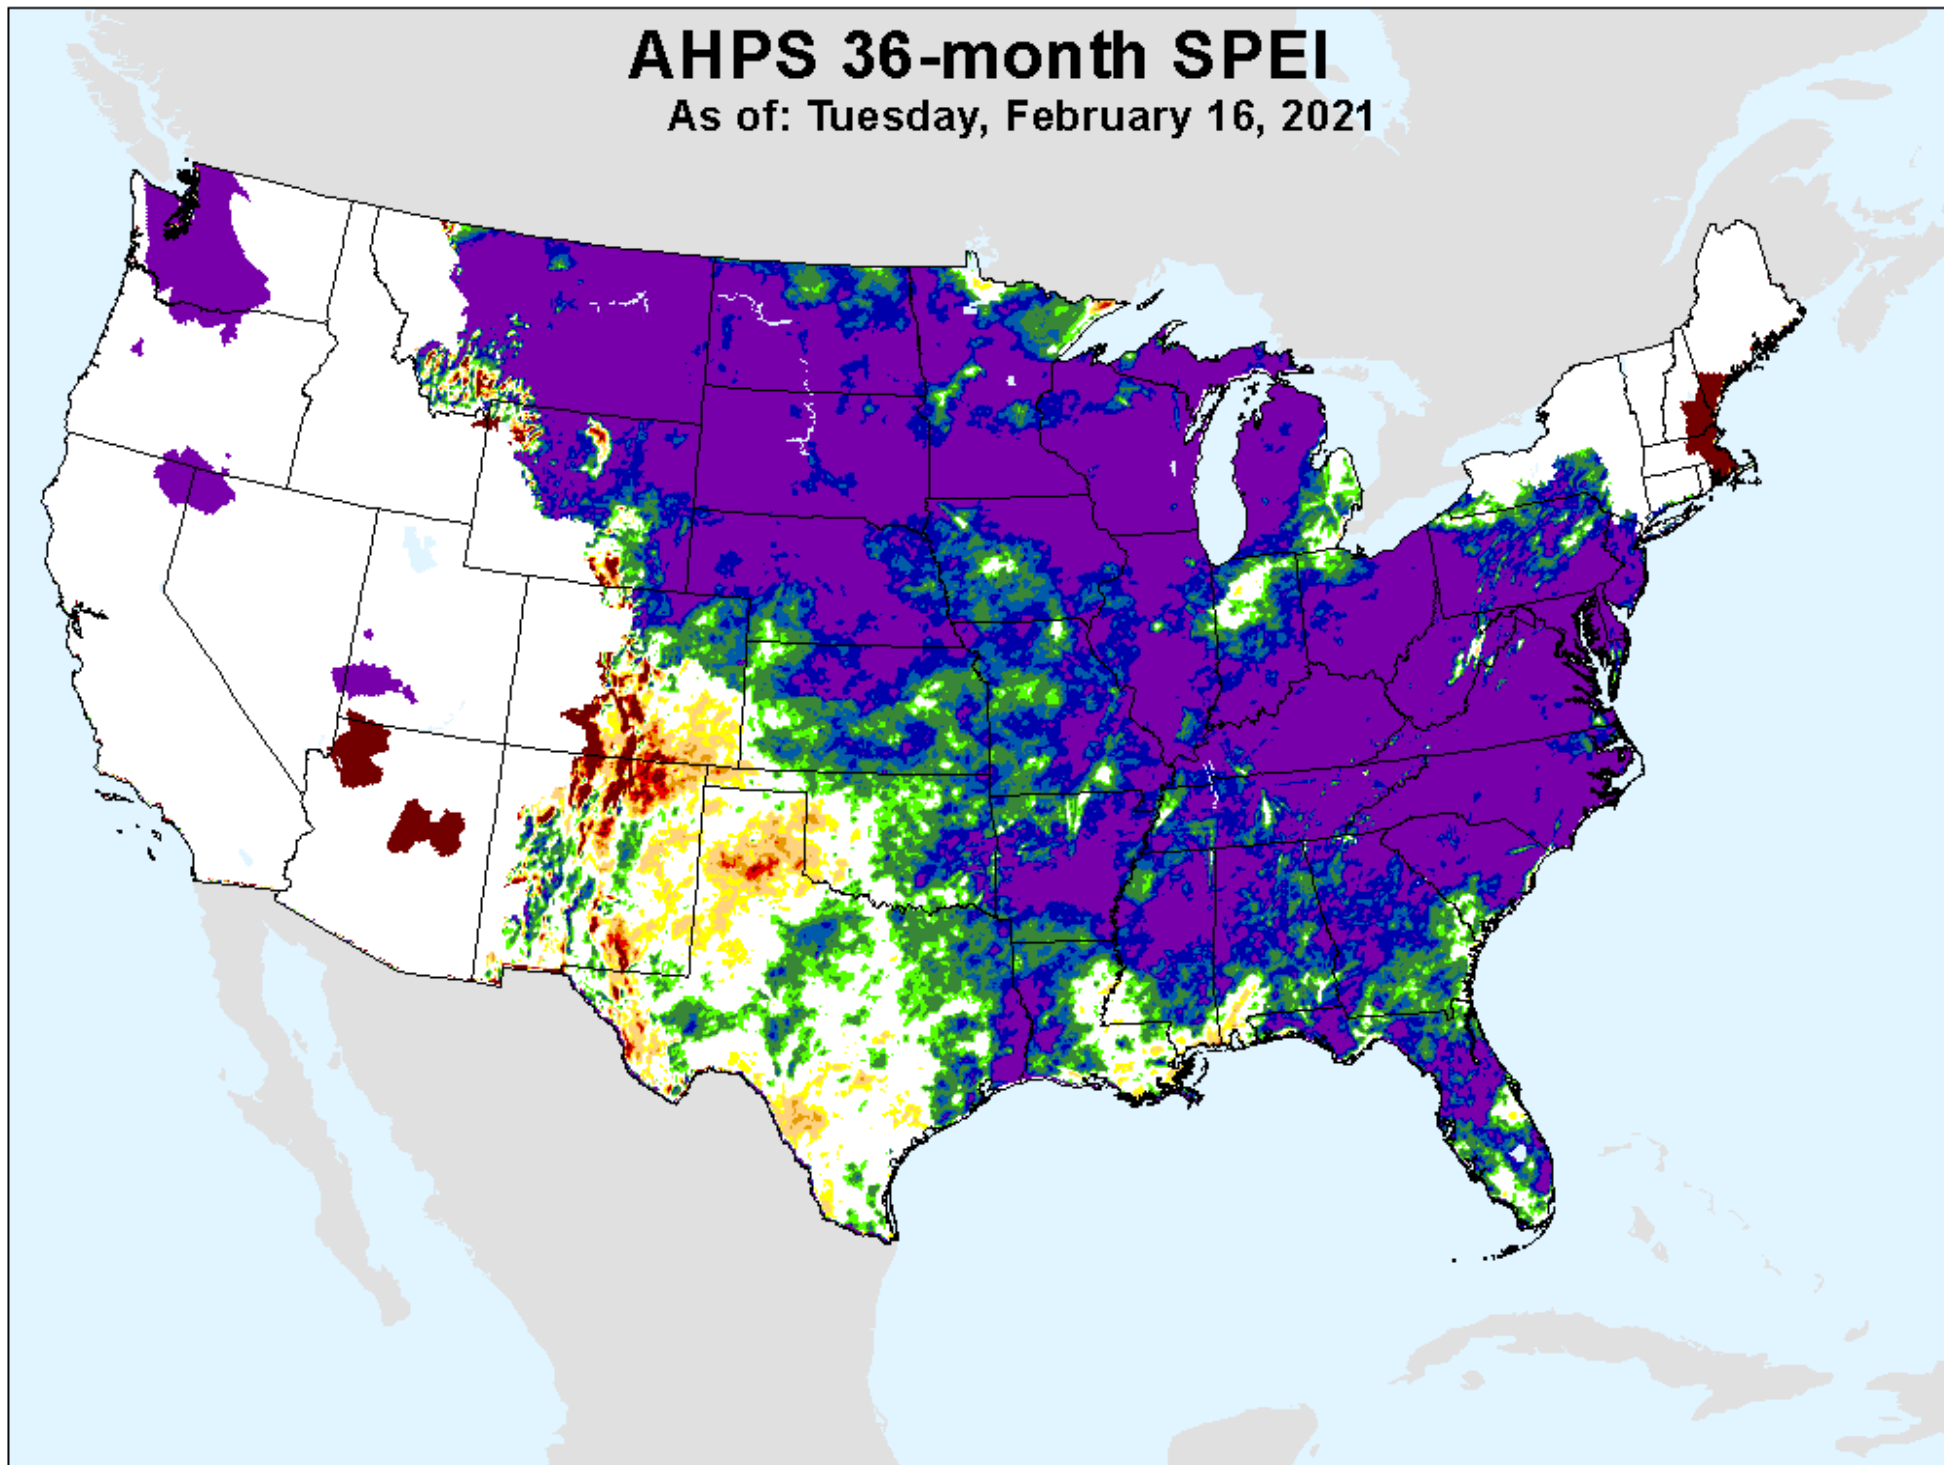 AHPS 36-month SPEI
As of: Tuesday, February 16, 2021